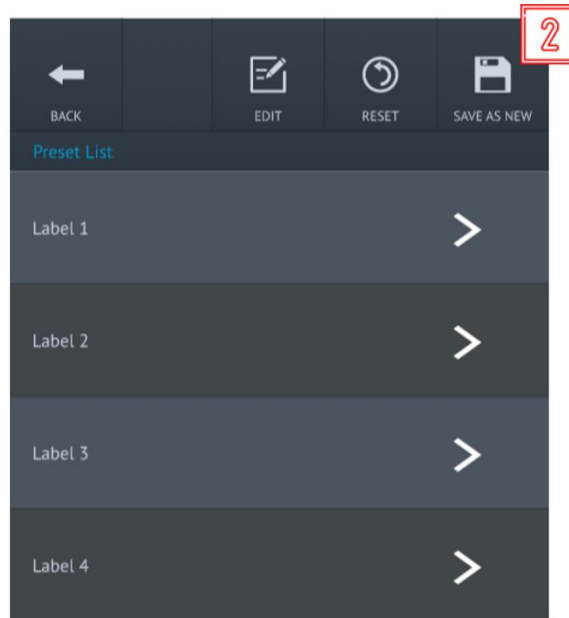 2
BACK EDIT RESET SAVE AS NEW
Preset List
Label 1
Label 2
Label 3
Label 4